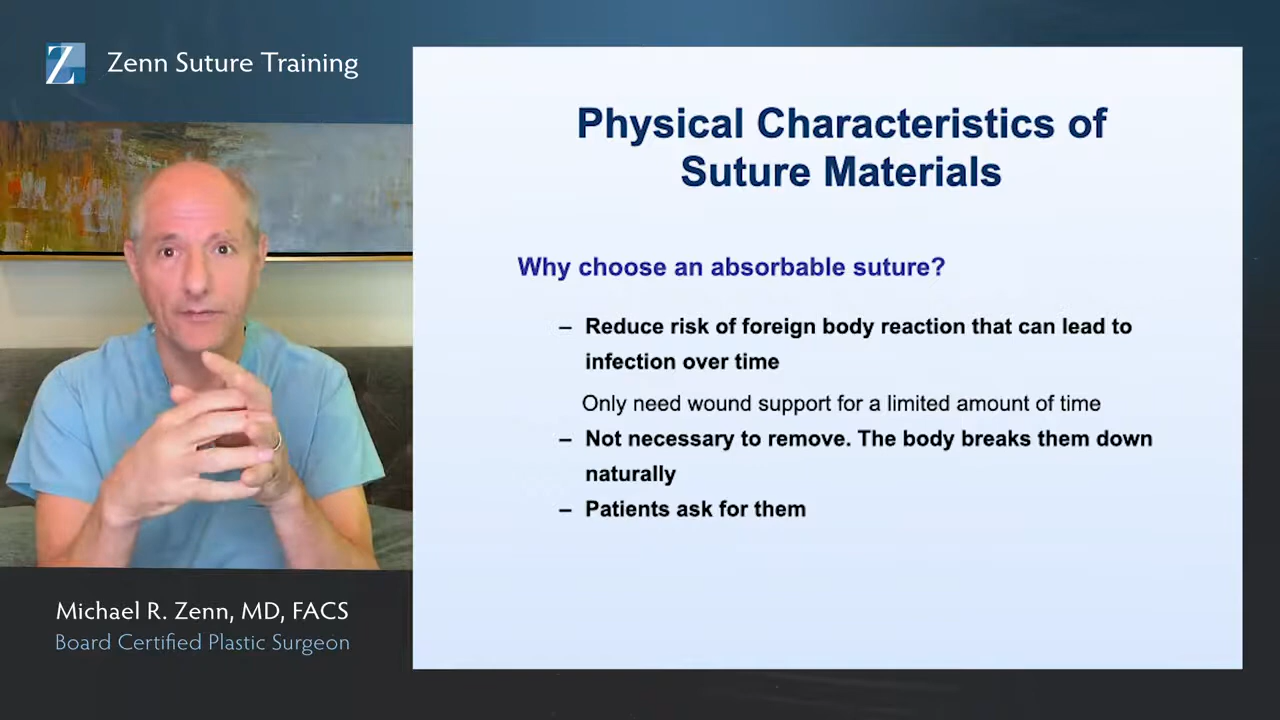 Zenn Suture Training
Physical Characteristics of
Suture Materials
Why choose an absorbable suture?
– Reduce risk of foreign body reaction that can lead to
infection over time
Only need wound support for a limited amount of time
– Not necessary to remove. The body breaks them down
naturally
– Patients ask for them
Michael R. Zenn, MD, FACS
Board Certified Plastic Surgeon